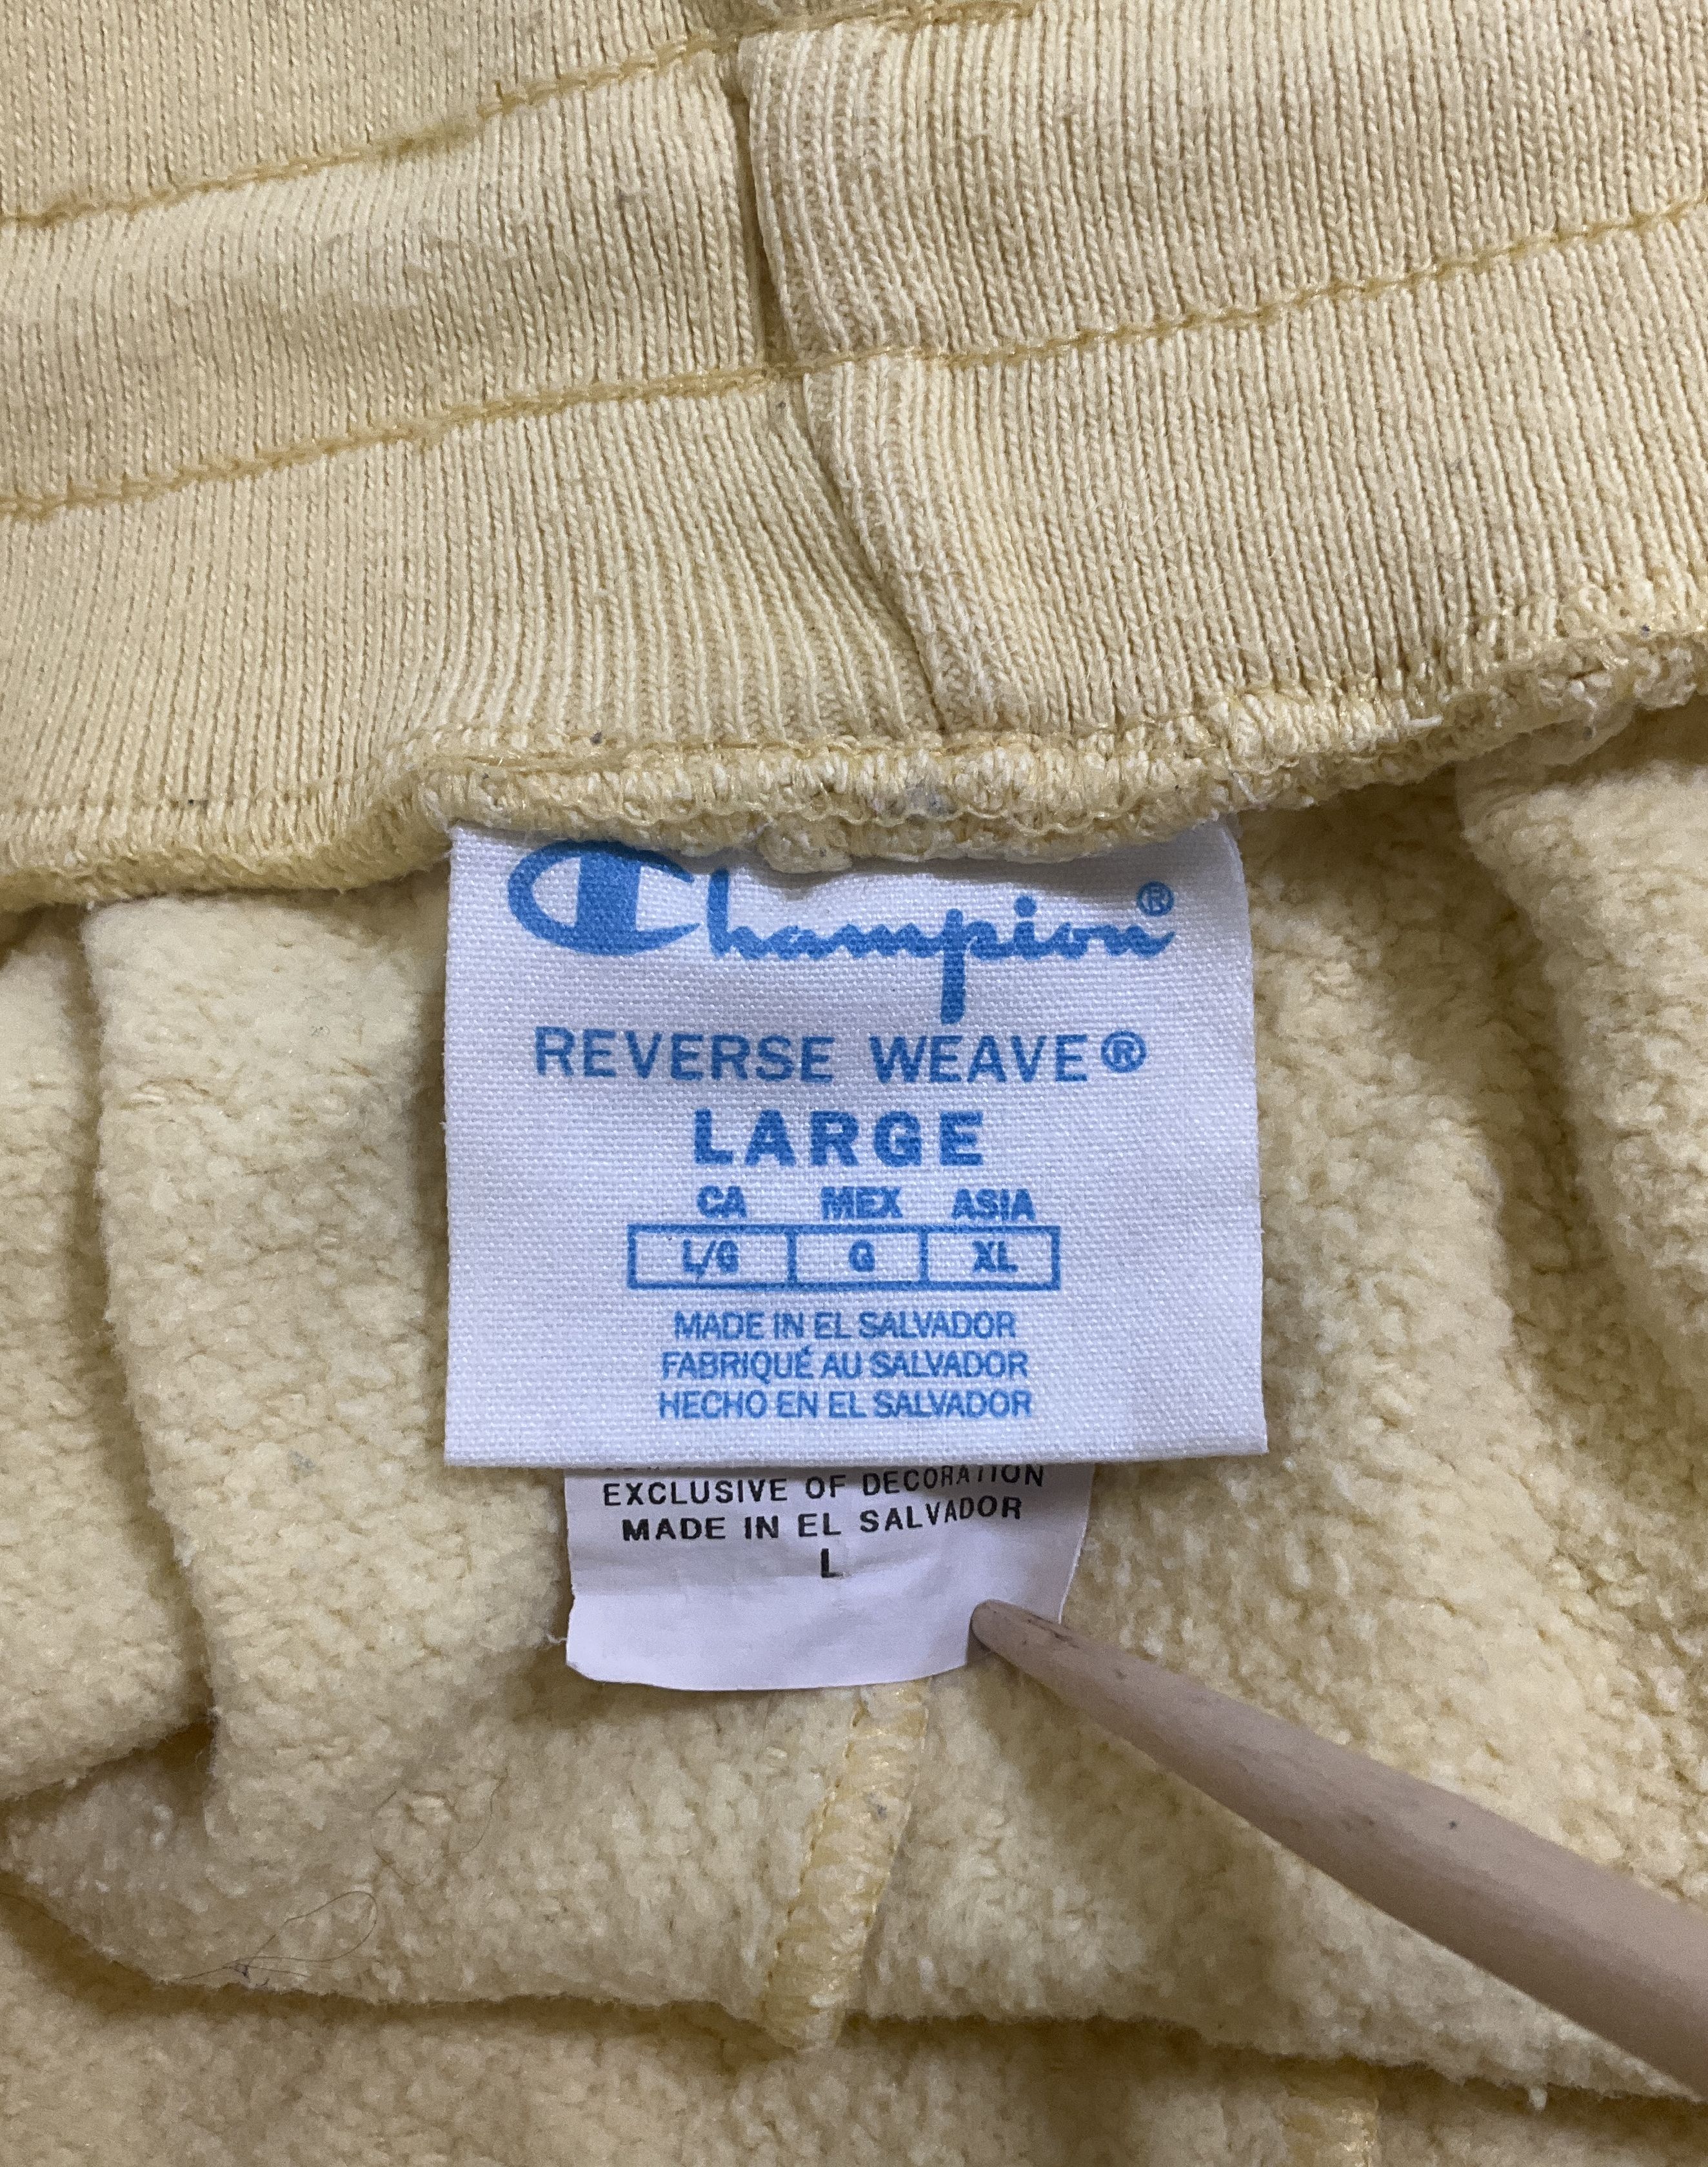 Champion®
REVERSE WEAVE®
LARGE
CA MEX ASIA
L/G G XL
MADE IN EL SALVADOR
FABRIQUÉ AU SALVADOR
HECHO EN EL SALVADOR
EXCLUSIVE OF DECORATION
MADE IN EL SALVADOR
L